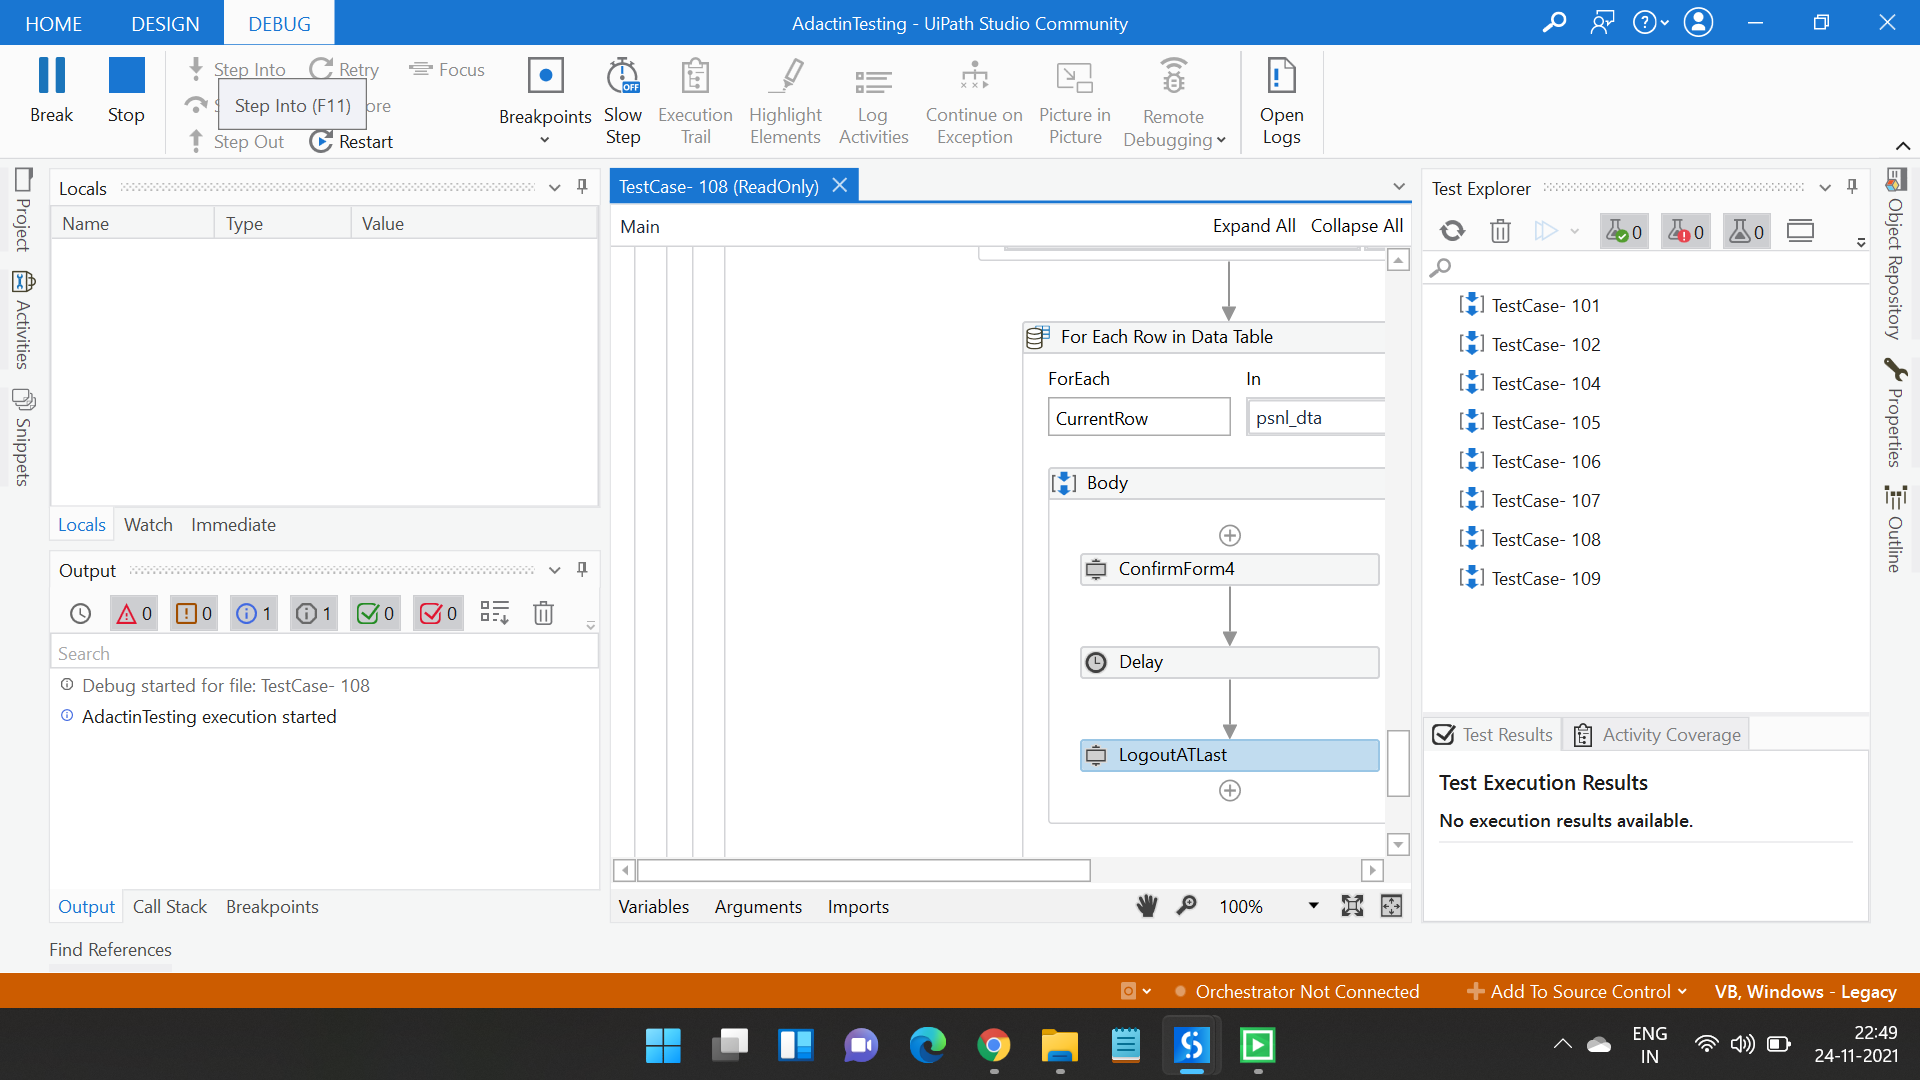 HOME
DESIGN
DEBUG
AdactinTesting - UiPath Studio Community
Break
Stop
Step Into
Retry
Focus
Step Into (F11)
ore
Step Out
Restart
Breakpoints
Slow
Step
Execution
Trail
Highlight
Elements
Log
Activities
Continue on
Exception
Picture in
Picture
Remote
Debugging
Open
Logs
Project
Activities
Snippets
Locals
Name
Type
Value
Locals
Watch
Immediate
Output
0
0
1
1
0
0
Search
Debug started for file: TestCase- 108
AdactinTesting execution started
Output
Call Stack
Breakpoints
Find References
TestCase- 108 (ReadOnly)
Main
Expand All
Collapse All
For Each Row in Data Table
ForEach
In
CurrentRow
psnl_dta
Body
ConfirmForm4
Delay
LogoutATLast
Variables
Arguments
Imports
100%
Test Explorer
0
0
0
TestCase- 101
TestCase- 102
TestCase- 104
TestCase- 105
TestCase- 106
TestCase- 107
TestCase- 108
TestCase- 109
Test Results
Activity Coverage
Test Execution Results
No execution results available.
Object Repository
Properties
Outline
Orchestrator Not Connected
Add To Source Control
VB, Windows - Legacy
ENG
IN
22:49
24-11-2021